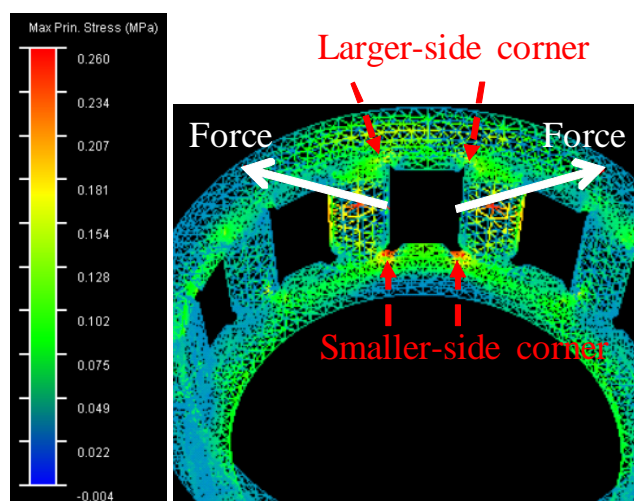 Max Prin. Stress (MPa)
0.260
0.234
0.207
0.181
0.154
0.128
0.102
0.075
0.049
0.022
-0.004
Larger-side corner
Force
Force
Smaller-side corner